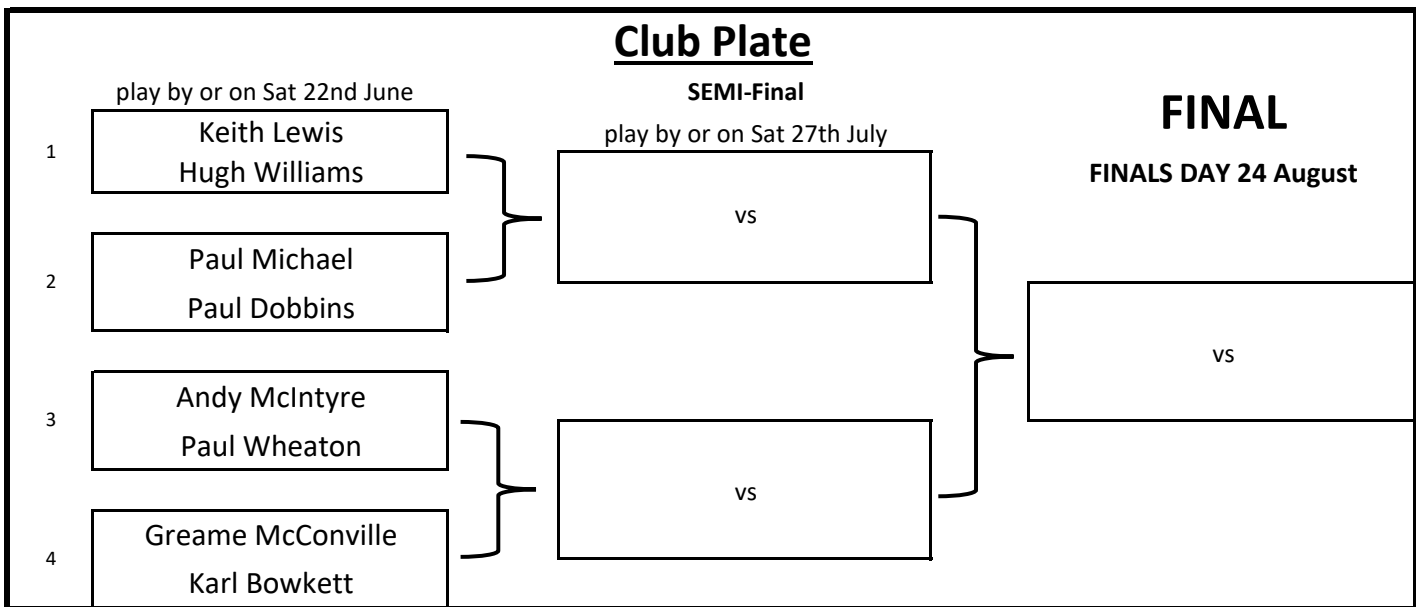 Club Plate
play by or on Sat 22nd June
SEMI-Final
FINAL
play by or on Sat 27th July
FINALS DAY 24 August
1
Keith Lewis
Hugh Williams
vs
2
Paul Michael
Paul Dobbins
vs
3
Andy McIntyre
Paul Wheaton
vs
4
Greame McConville
Karl Bowkett